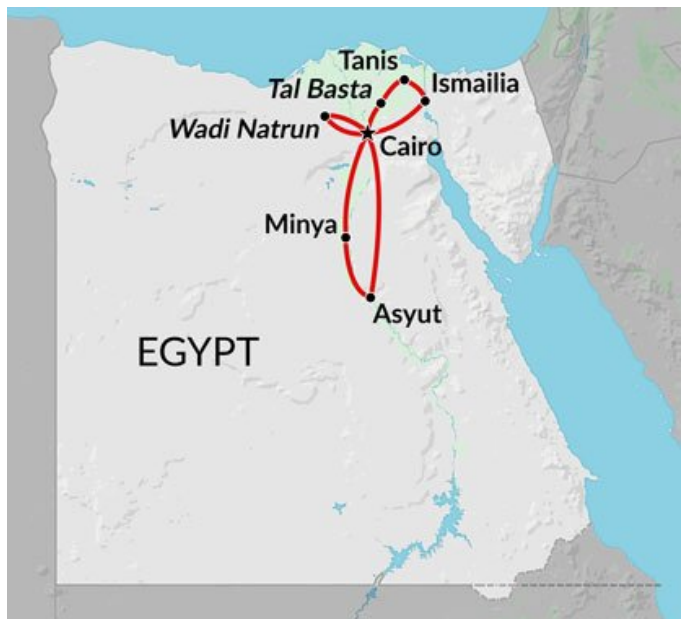 Tanis
Ismailia
Tal Basta
Wadi Natrun
Cairo
Minya
Asyut
EGYPT